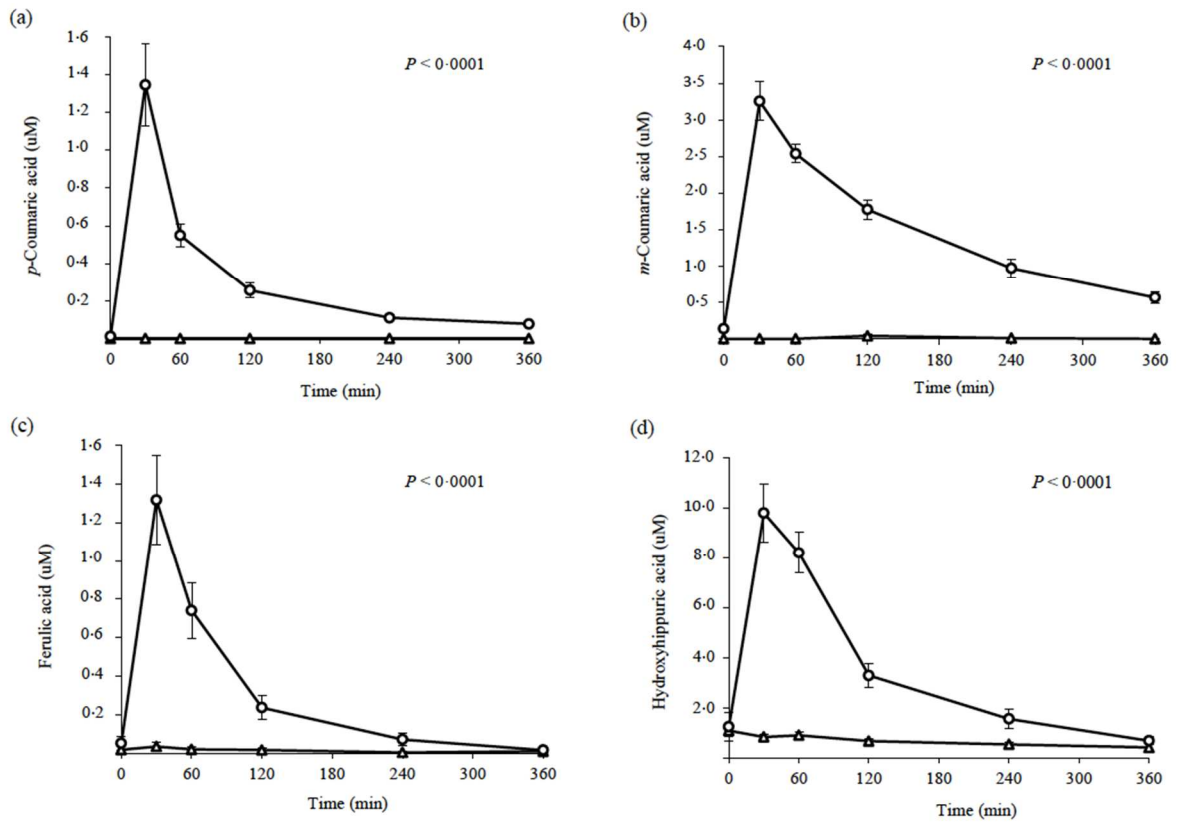 (a)
1·6
1·4
1·2
1·0
0·8
0·6
0·4
0·2
p-Coumaric acid (uM)
P < 0·0001
0 60 120 180 240 300 360
Time (min)
(b)
4·0
3·5
3·0
2·5
2·0
1·5
1·0
0·5
m-Coumaric acid (uM)
P < 0·0001
0 60 120 180 240 300 360
Time (min)
(c)
1·6
1·4
1·2
1·0
0·8
0·6
0·4
0·2
Ferulic acid (uM)
P < 0·0001
0 60 120 180 240 300 360
Time (min)
(d)
12·0
10·0
8·0
6·0
4·0
2·0
Hydroxyhippuric acid (uM)
P < 0·0001
0 60 120 180 240 300 360
Time (min)